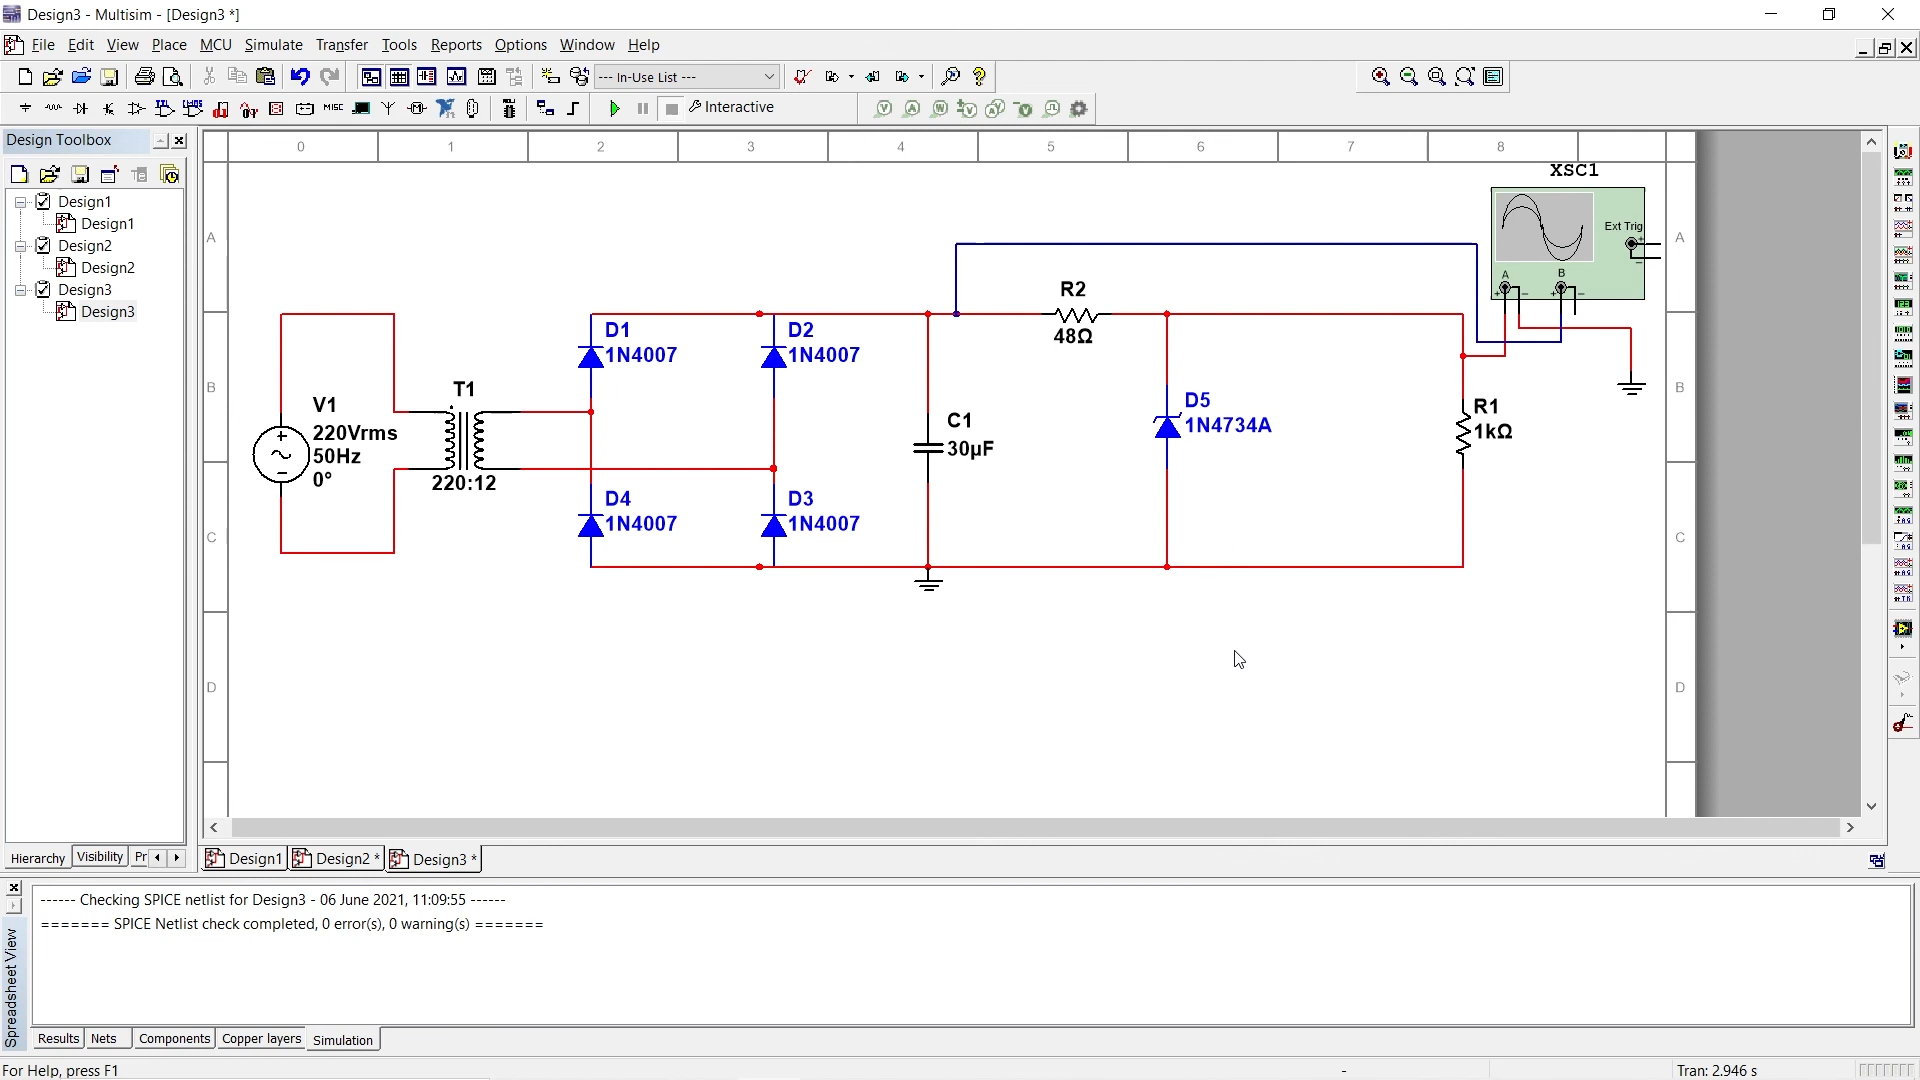 Design3 - Multisim - [Design3 *]
File Edit View Place MCU Simulate Transfer Tools Reports Options Window Help
--- In-Use List ---
Interactive
Design Toolbox
Design1
Design1
Design2
Design2
Design3
Design3
Hierarchy Visibility Pr
0 1 2 3 4 5 6 7 8
A
B
C
D
A
B
C
D
XSC1
Ext Trig
+
-
A
B
+ -
+ -
V1
220Vrms
50Hz
0°
T1
220:12
D1
1N4007
D2
1N4007
D4
1N4007
D3
1N4007
C1
30µF
R2
48Ω
D5
1N4734A
R1
1kΩ
Design1 Design2 * Design3 *
------ Checking SPICE netlist for Design3 - 06 June 2021, 11:09:55 ------
======= SPICE Netlist check completed, 0 error(s), 0 warning(s) =======
Spreadsheet View
Results Nets Components Copper layers Simulation
For Help, press F1
-
Tran: 2.946 s